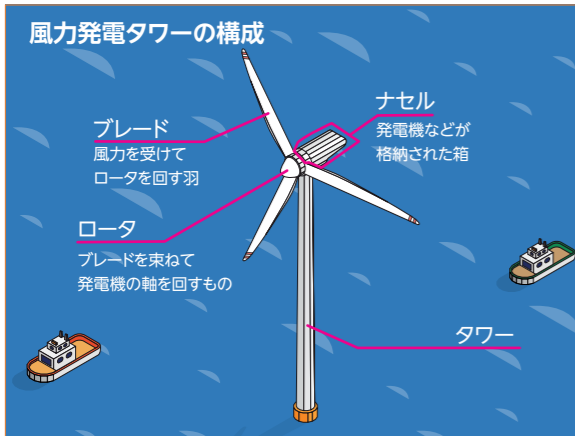 風力発電タワーの構成
ブレード
風力を受けて
ロータを回す羽
ナセル
発電機などが
格納された箱
ロータ
ブレードを束ねて
発電機の軸を回すもの
タワー